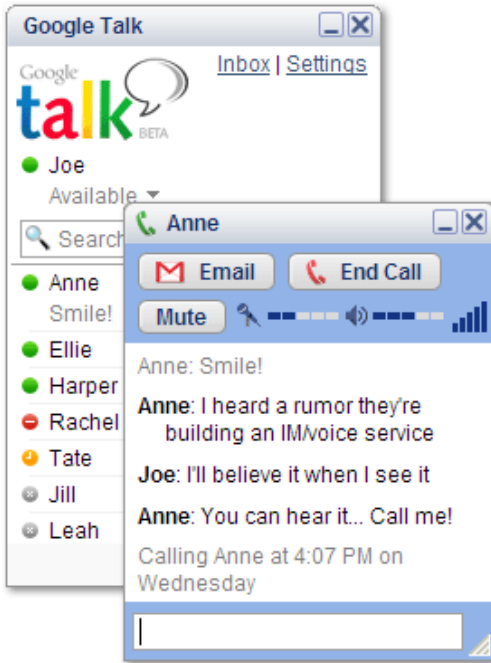 Google Talk
Inbox | Settings
Google
talk
BETA
Joe
Available
Search
Anne
Smile!
Ellie
Harper
Rachel
Tate
Jill
Leah
Anne
Email
End Call
Mute
Anne: Smile!
Anne: I heard a rumor they're
building an IM/voice service
Joe: I'll believe it when I see it
Anne: You can hear it... Call me!
Calling Anne at 4:07 PM on
Wednesday